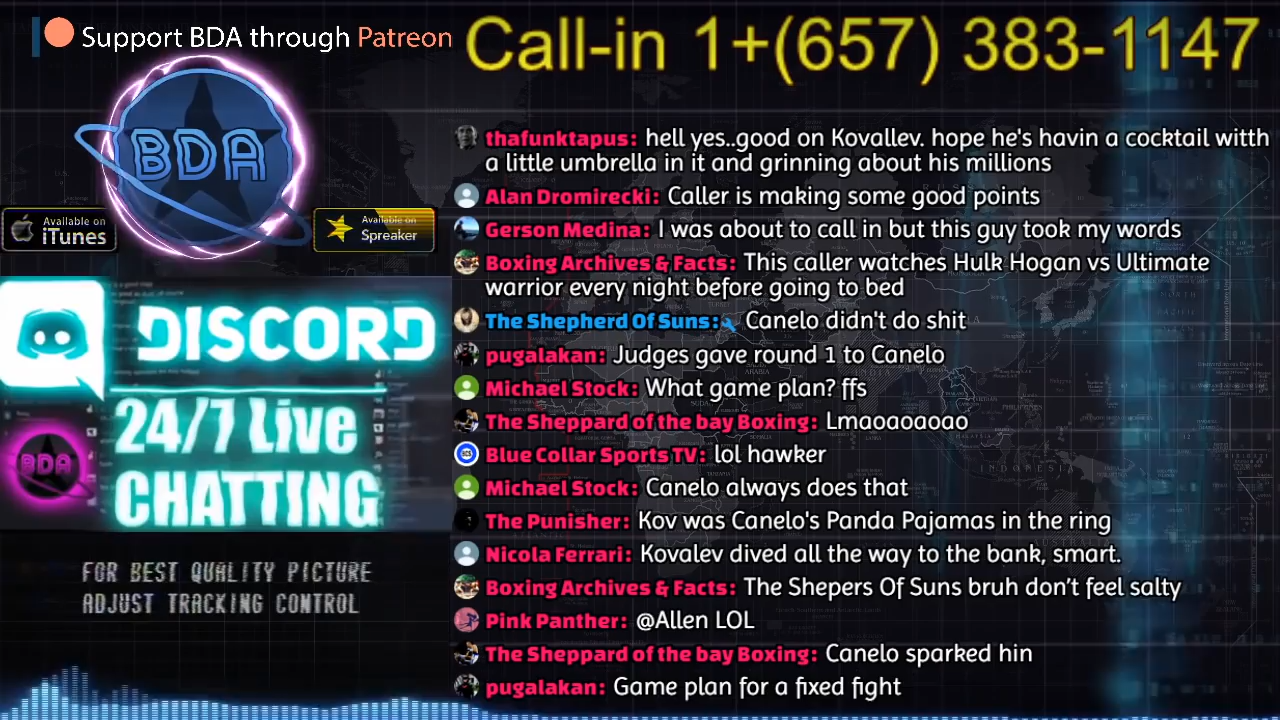 Support BDA through Patreon
Call-in 1+(657) 383-1147
BDA
Available on
iTunes
Available on
Spreaker
DISCORD
24/7 Live
CHATTING
BDA
FOR BEST QUALITY PICTURE
ADJUST TRACKING CONTROL
thafunktapus: hell yes..good on Kovallev. hope he's havin a cocktail witth
a little umbrella in it and grinning about his millions
Alan Dromirecki: Caller is making some good points
Gerson Medina: I was about to call in but this guy took my words
Boxing Archives & Facts: This caller watches Hulk Hogan vs Ultimate
warrior every night before going to bed
The Shepherd Of Suns: Canelo didn't do shit
pugalakan: Judges gave round 1 to Canelo
Michael Stock: What game plan? ffs
The Sheppard of the bay Boxing: Lmaoaoaoao
Blue Collar Sports TV: lol hawker
Michael Stock: Canelo always does that
The Punisher: Kov was Canelo's Panda Pajamas in the ring
Nicola Ferrari: Kovalev dived all the way to the bank, smart.
Boxing Archives & Facts: The Shepers Of Suns bruh don’t feel salty
Pink Panther: @Allen LOL
The Sheppard of the bay Boxing: Canelo sparked hin
pugalakan: Game plan for a fixed fight